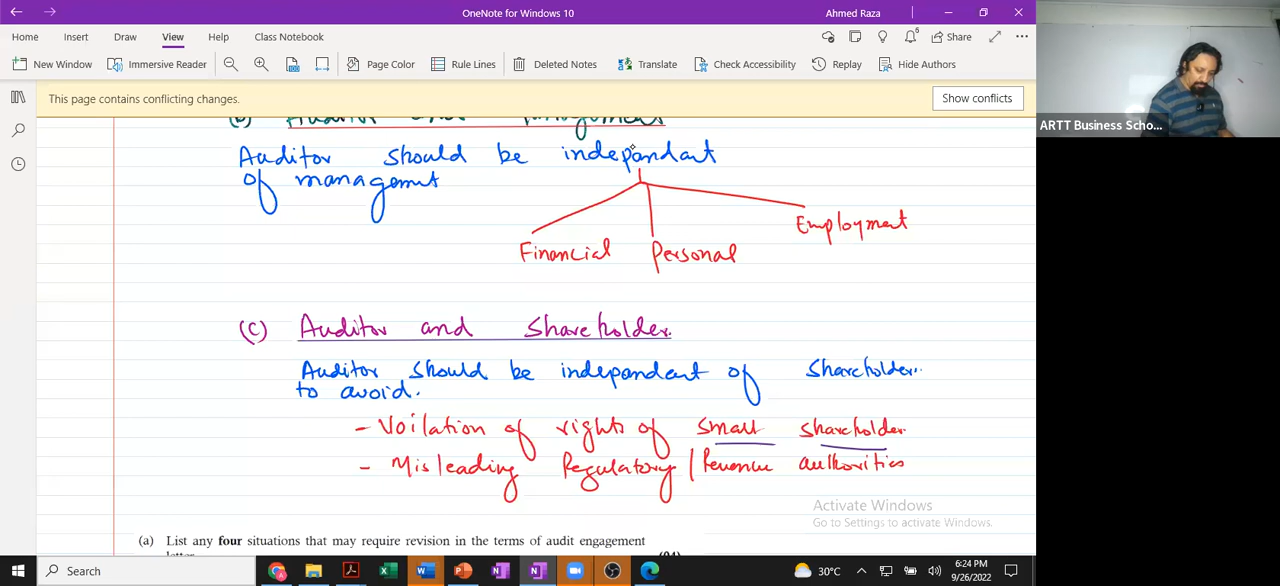 OneNote for Windows 10
Ahmed Raza
Home Insert Draw View Help Class Notebook
6
Share
New Window Immersive Reader Page Color Rule Lines Deleted Notes Translate Check Accessibility Replay Hide Authors
This page contains conflicting changes.
Show conflicts
ARTT Business Scho...
Auditor should be independant
of managemut
Financial Personal Employment
(C) Auditor and Shareholder.
Auditor should be independant of Shareholder.
to avoid.
- Voilation of rights of small shareholder.
- Misleading Regulatory / Revenue authorities
Activate Windows
Go to Settings to activate Windows.
(a) List any four situations that may require revision in the terms of audit engagement
Search
30°C
6:24 PM
9/26/2022